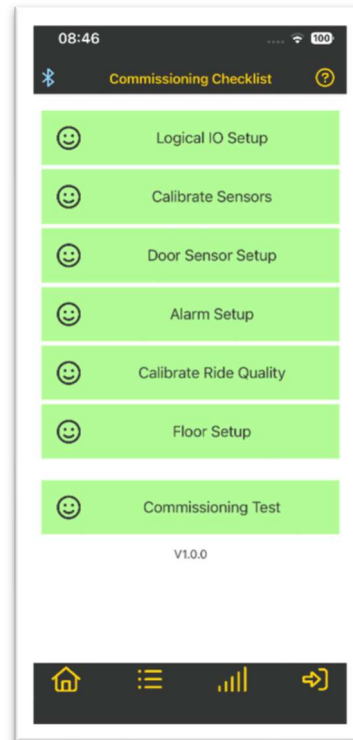 08:46
100
Commissioning Checklist
?
Logical IO Setup
Calibrate Sensors
Door Sensor Setup
Alarm Setup
Calibrate Ride Quality
Floor Setup
Commissioning Test
V1.0.0